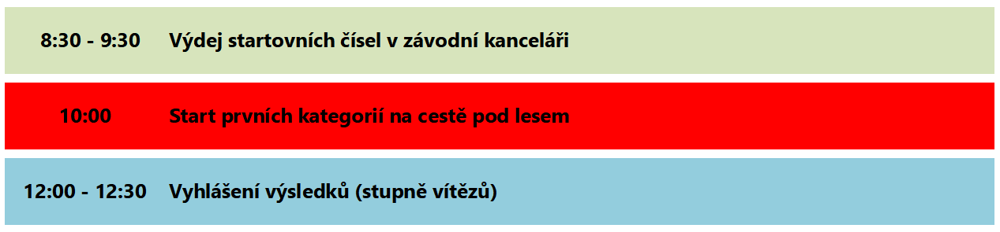 8:30 - 9:30 Výdej startovních čísel v závodní kanceláři
10:00 Start prvních kategorií na cestě pod lesem
12:00 - 12:30 Vyhlášení výsledků (stupně vítězů)